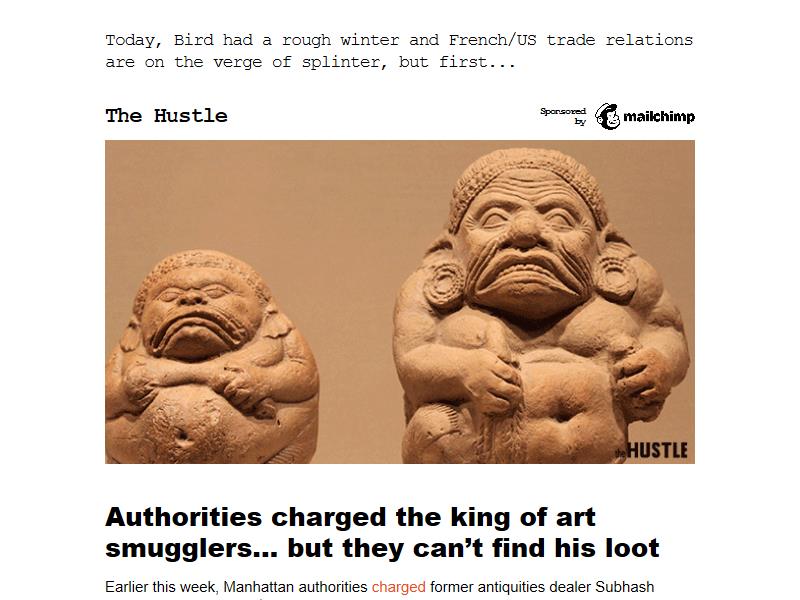 Today, Bird had a rough winter and French/US trade relations
are on the verge of splinter, but first...
The Hustle
Sponsored
by
mailchimp
the HUSTLE
Authorities charged the king of art
smugglers... but they can’t find his loot
Earlier this week, Manhattan authorities charged former antiquities dealer Subhash